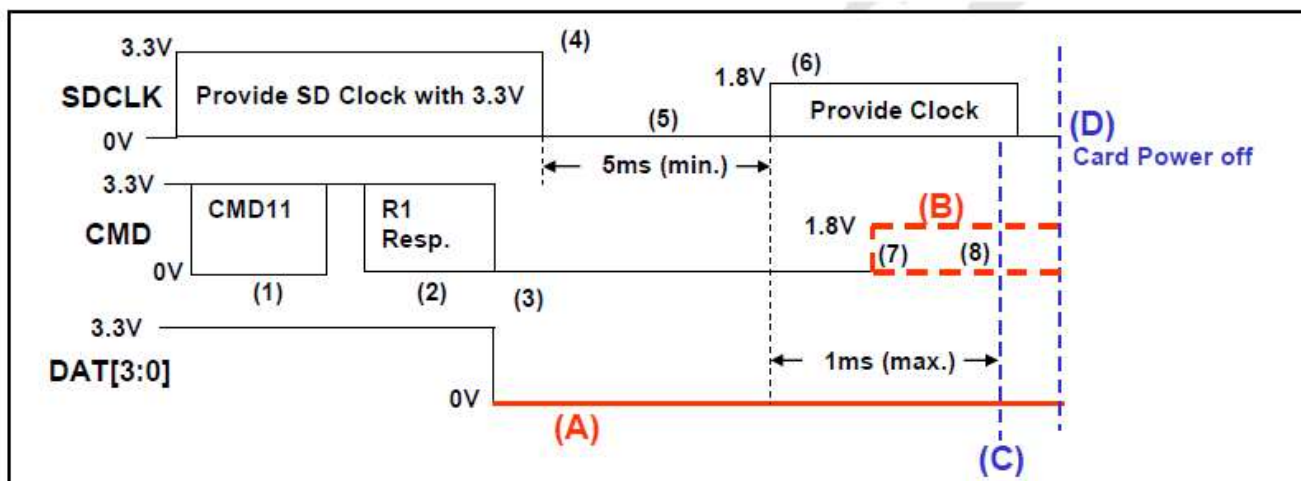 3.3V
(4)
SDCLK
Provide SD Clock with 3.3V
0V
(5)
1.8V
(6)
Provide Clock
(D)
Card Power off
5ms (min.)
3.3V
CMD
CMD11
R1
Resp.
0V
(1)
(2)
(3)
1.8V
(B)
(7)
(8)
3.3V
DAT[3:0]
0V
(A)
1ms (max.)
(C)